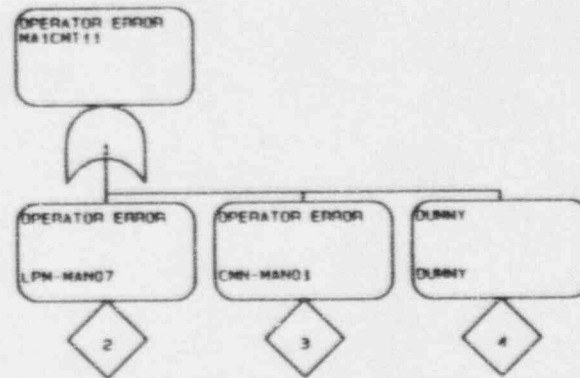 OPERATOR ERROR
MA1CMT11
1
OPERATOR ERROR
LPM-MAN07
2
OPERATOR ERROR
CMN-MAN01
3
DUMMY
DUMMY
4